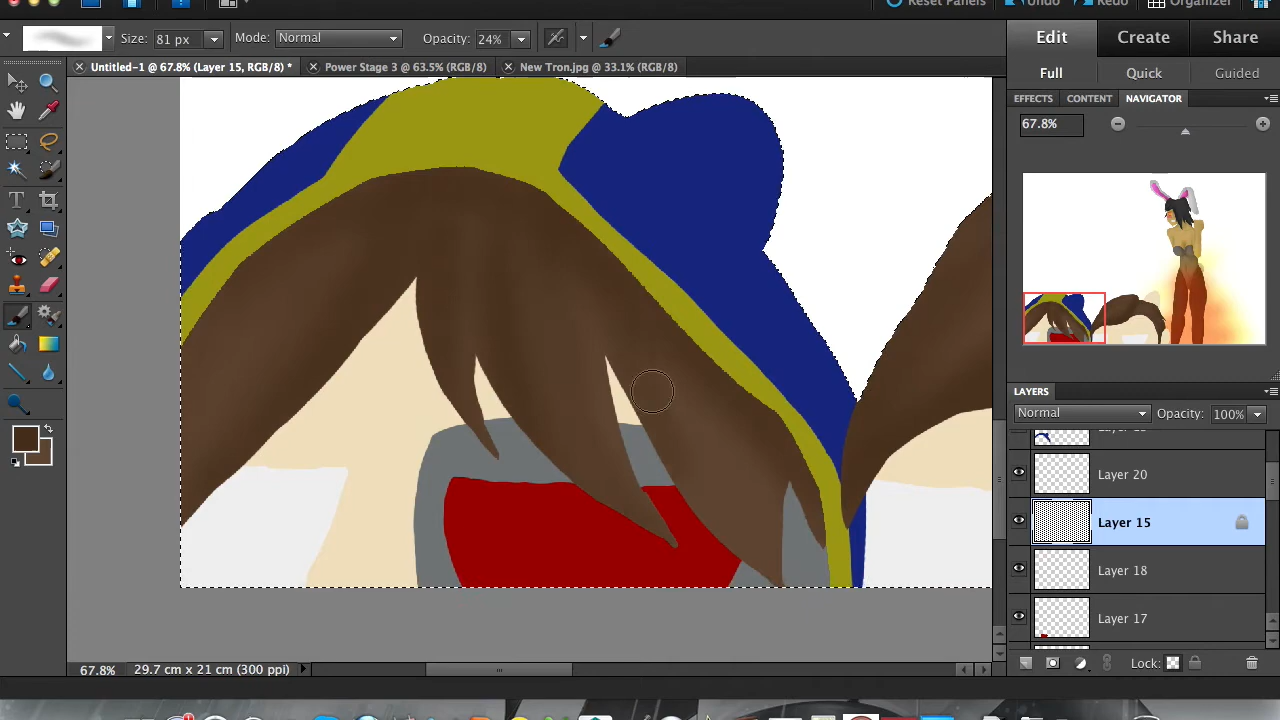 Reset Panels Undo Redo Organizer
Size: 81 px Mode: Normal Opacity: 24%
Edit Create Share
Untitled-1 @ 67.8% (Layer 15, RGB/8) * Power Stage 3 @ 63.5% (RGB/8) New Tron.jpg @ 33.1% (RGB/8)
Full Quick Guided
EFFECTS CONTENT NAVIGATOR
67.8%
LAYERS
Normal Opacity: 100%
Layer 20
Layer 15
Layer 18
Layer 17
Lock:
67.8% 29.7 cm x 21 cm (300 ppi)